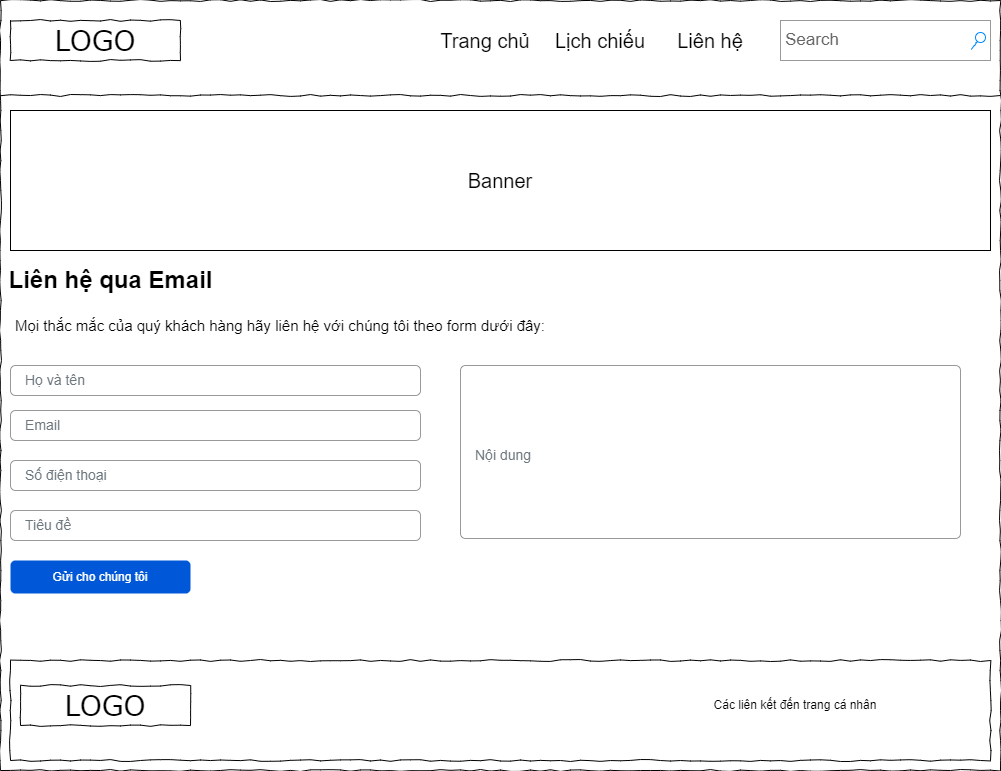 LOGO
Trang chủ
Lịch chiếu
Liên hệ
Search
Banner
Liên hệ qua Email
Mọi thắc mắc của quý khách hàng hãy liên hệ với chúng tôi theo form dưới đây:
Họ và tên
Email
Số điện thoại
Tiêu đề
Nội dung
Gửi cho chúng tôi
LOGO
Các liên kết đến trang cá nhân